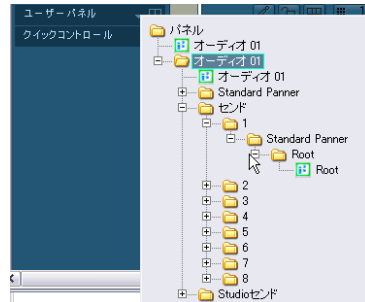 ユーザーパネル
クイックコントロール
パネル
オーディオ 01
オーディオ 01
オーディオ 01
Standard Panner
センド
1
Standard Panner
Root
Root
2
3
4
5
6
7
8
Studioセンド